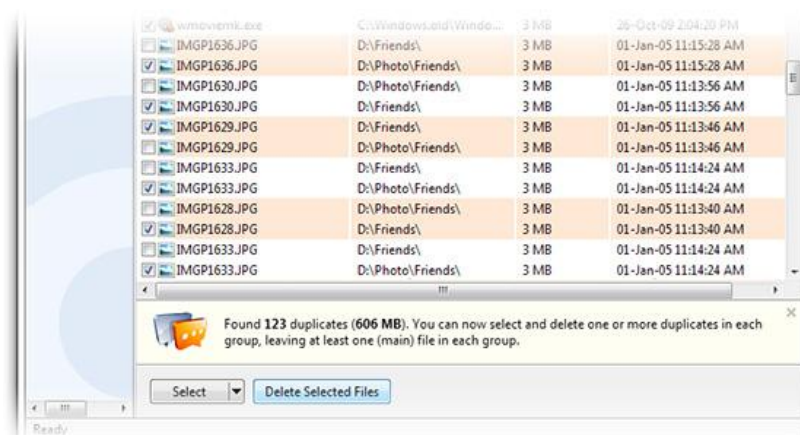 wmoviemk.exe C:\Windows.old\Windo... 3 MB 26-Oct-09 2:04:20 PM
IMGP1636.JPG D:\Friends\ 3 MB 01-Jan-05 11:15:28 AM
IMGP1636.JPG D:\Photo\Friends\ 3 MB 01-Jan-05 11:15:28 AM
IMGP1630.JPG D:\Photo\Friends\ 3 MB 01-Jan-05 11:13:56 AM
IMGP1630.JPG D:\Friends\ 3 MB 01-Jan-05 11:13:56 AM
IMGP1629.JPG D:\Friends\ 3 MB 01-Jan-05 11:13:46 AM
IMGP1629.JPG D:\Photo\Friends\ 3 MB 01-Jan-05 11:13:46 AM
IMGP1633.JPG D:\Friends\ 3 MB 01-Jan-05 11:14:24 AM
IMGP1633.JPG D:\Photo\Friends\ 3 MB 01-Jan-05 11:14:24 AM
IMGP1628.JPG D:\Photo\Friends\ 3 MB 01-Jan-05 11:13:40 AM
IMGP1628.JPG D:\Friends\ 3 MB 01-Jan-05 11:13:40 AM
IMGP1633.JPG D:\Friends\ 3 MB 01-Jan-05 11:14:24 AM
IMGP1633.JPG D:\Photo\Friends\ 3 MB 01-Jan-05 11:14:24 AM
Found 123 duplicates (606 MB). You can now select and delete one or more duplicates in each
group, leaving at least one (main) file in each group.
Select Delete Selected Files
Ready